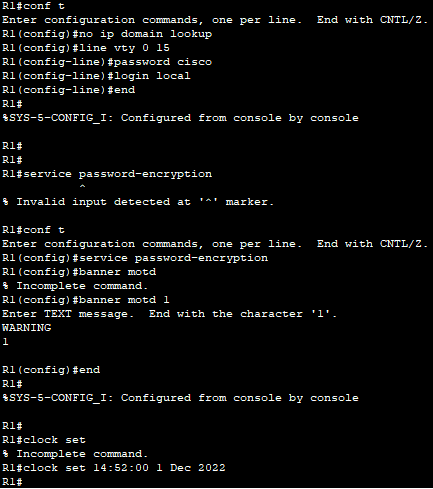 R1#conf t
Enter configuration commands, one per line.  End with CNTL/Z.
R1(config)#no ip domain lookup
R1(config)#line vty 0 15
R1(config-line)#password cisco
R1(config-line)#login local
R1(config-line)#end
R1#
%SYS-5-CONFIG_I: Configured from console by console
R1#
R1#
R1#service password-encryption
^
% Invalid input detected at '^' marker.
R1#conf t
Enter configuration commands, one per line.  End with CNTL/Z.
R1(config)#service password-encryption
R1(config)#banner motd
% Incomplete command.
R1(config)#banner motd 1
Enter TEXT message.  End with the character '1'.
WARNING
1
R1(config)#end
R1#
%SYS-5-CONFIG_I: Configured from console by console
R1#
R1#clock set
% Incomplete command.
R1#clock set 14:52:00 1 Dec 2022
R1#